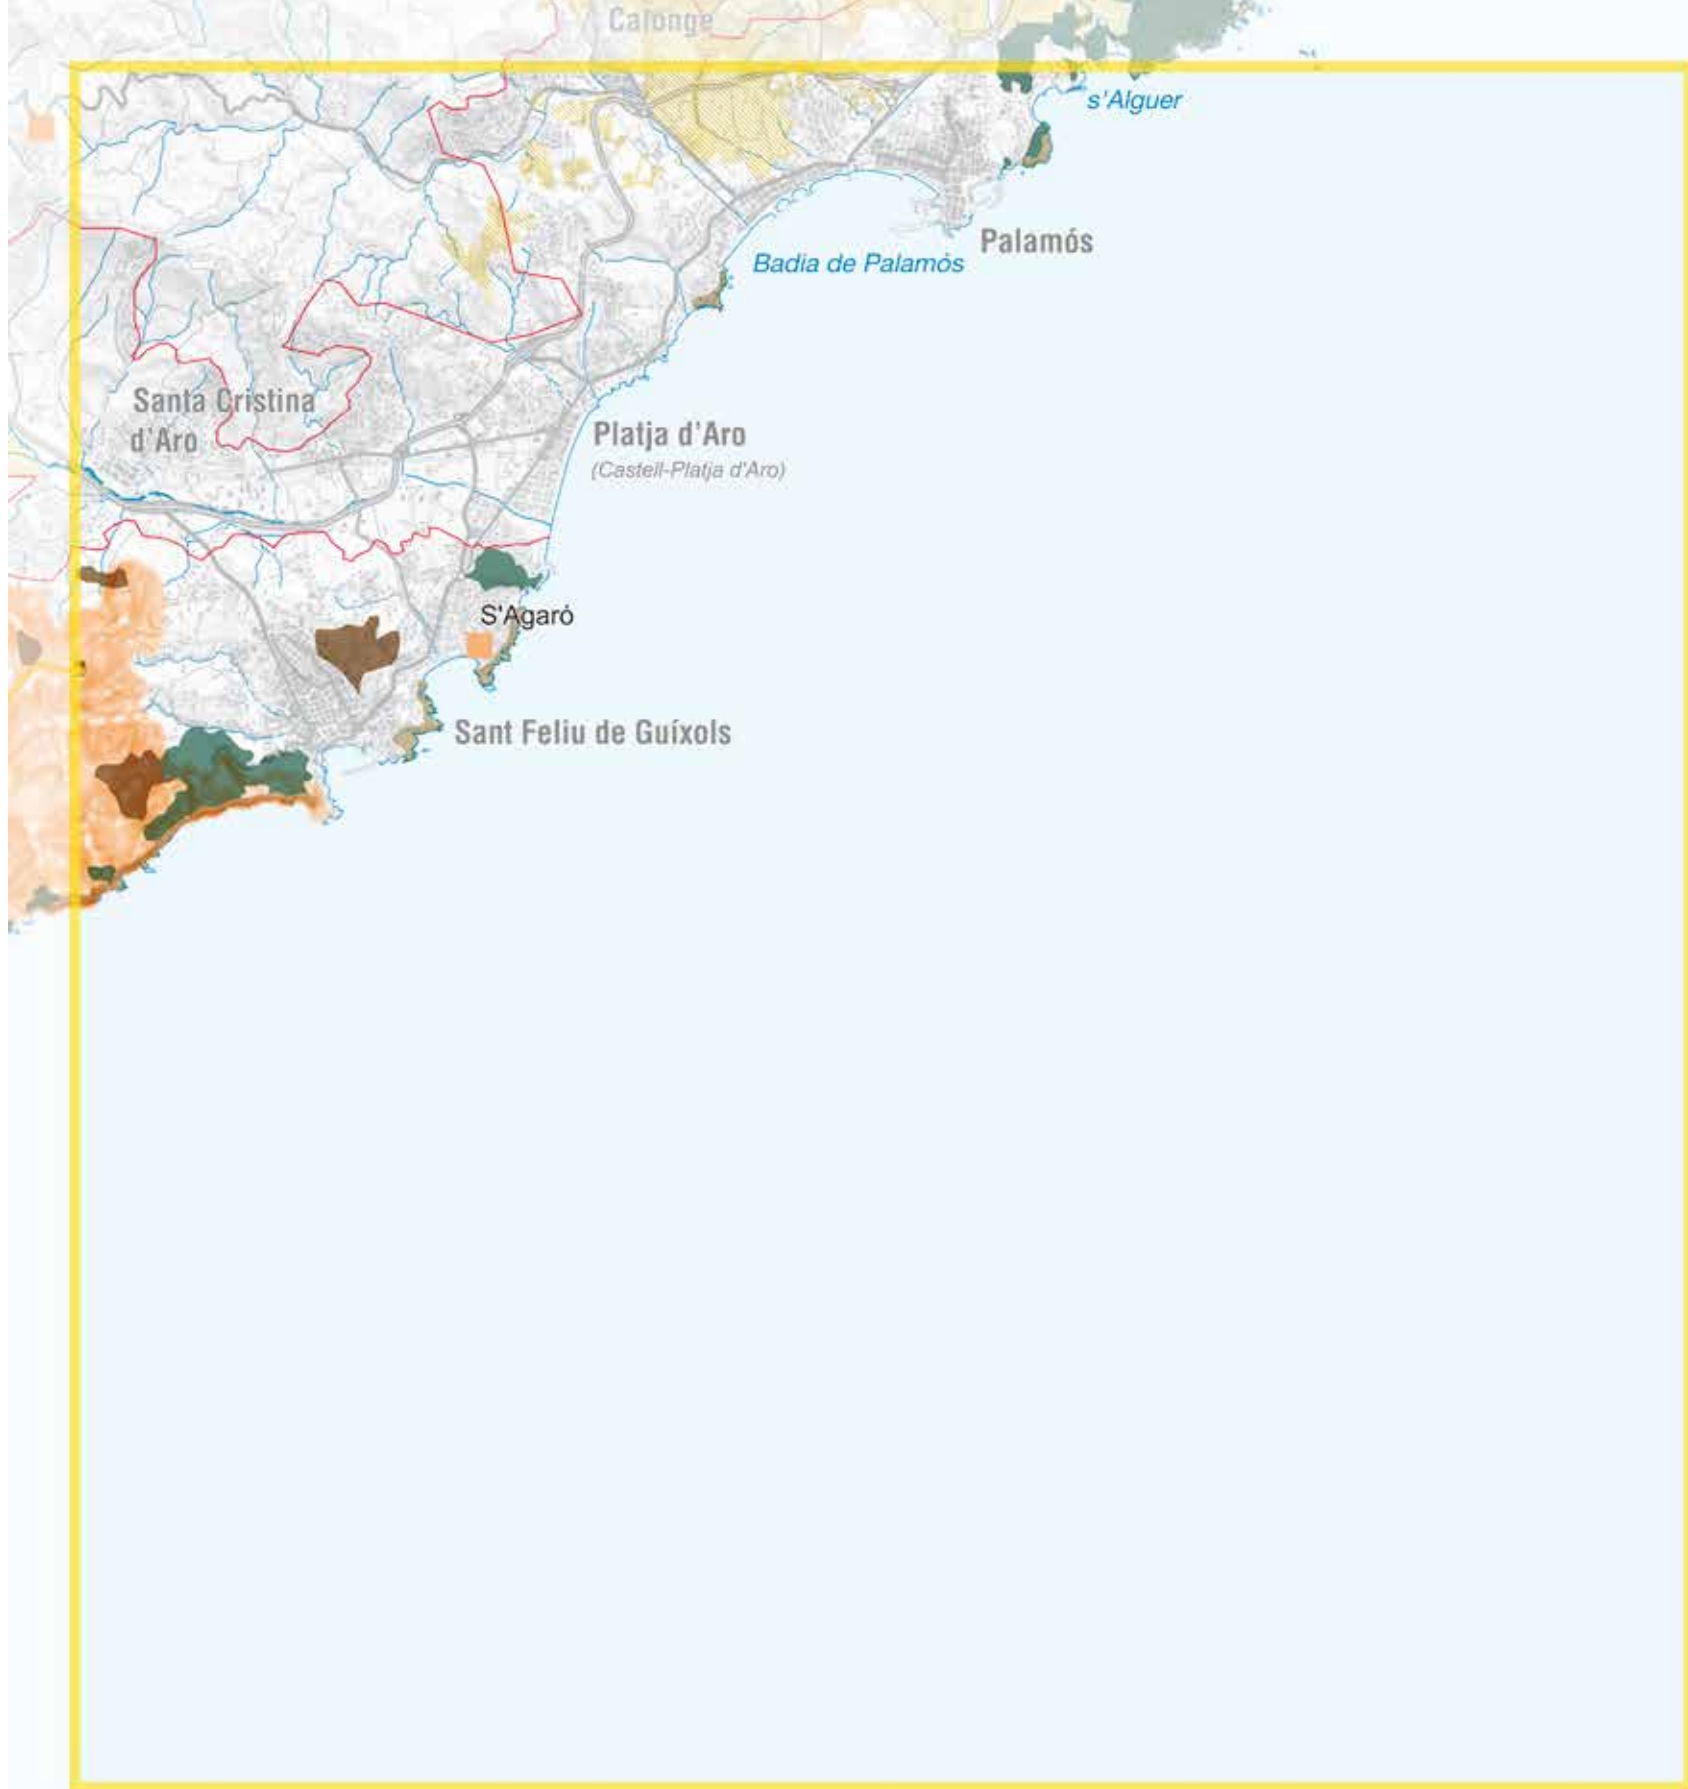 Calonge
s'Alguer
Palamós
Badia de Palamós
Santa Cristina
d'Aro
Platja d'Aro
(Castell-Platja d'Aro)
S'Agaró
Sant Feliu de Guíxols